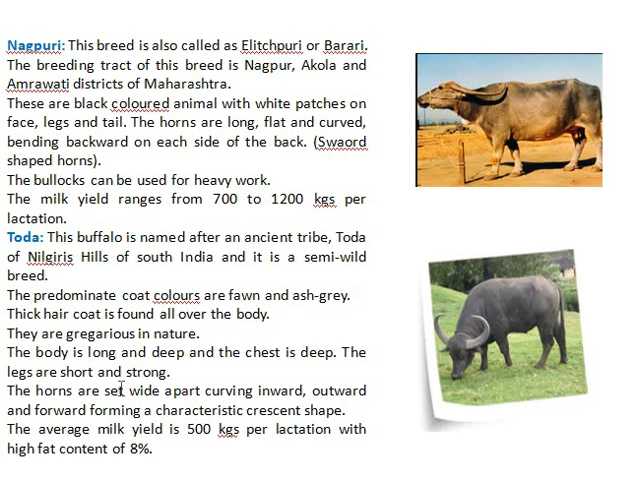 Nagpuri: This breed is also called as Elitchpuri or Barari.
The breeding tract of this breed is Nagpur, Akola and
Amrawati districts of Maharashtra.
These are black coloured animal with white patches on
face, legs and tail. The horns are long, flat and curved,
bending backward on each side of the back. (Swaord
shaped horns).
The bullocks can be used for heavy work.
The milk yield ranges from 700 to 1200 kgs per
lactation.
Toda: This buffalo is named after an ancient tribe, Toda
of Nilgiris Hills of south India and it is a semi-wild
breed.
The predominate coat colours are fawn and ash-grey.
Thick hair coat is found all over the body.
They are gregarious in nature.
The body is long and deep and the chest is deep. The
legs are short and strong.
The horns are set wide apart curving inward, outward
and forward forming a characteristic crescent shape.
The average milk yield is 500 kgs per lactation with
high fat content of 8%.